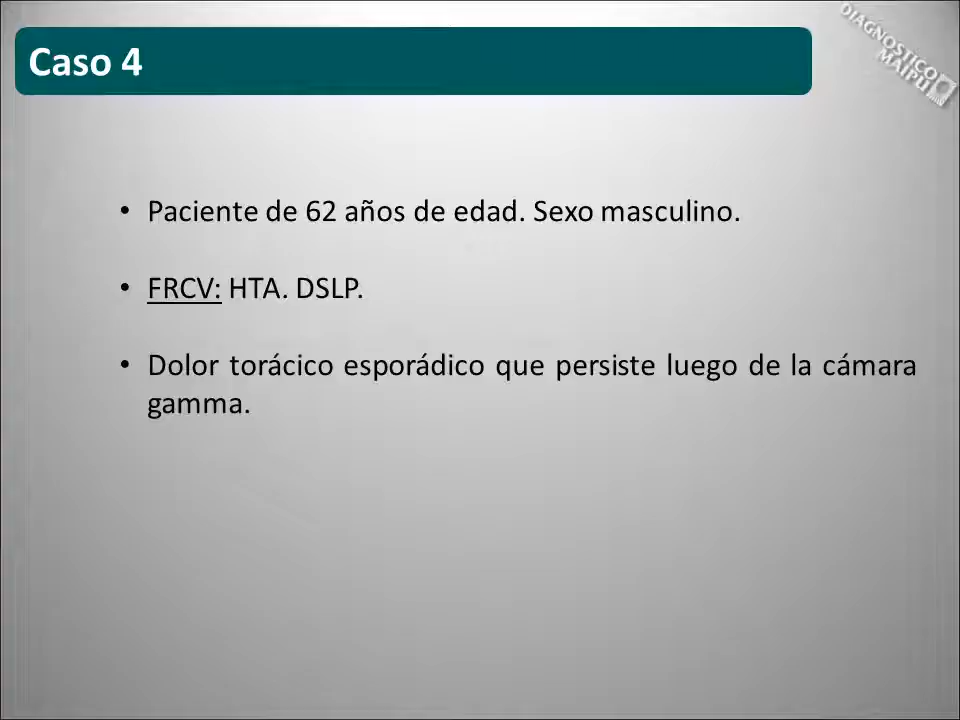 Caso 4
DIAGNOSTICO
MAIPU
• Paciente de 62 años de edad. Sexo masculino.
• FRCV: HTA. DSLP.
• Dolor torácico esporádico que persiste luego de la cámara
gamma.